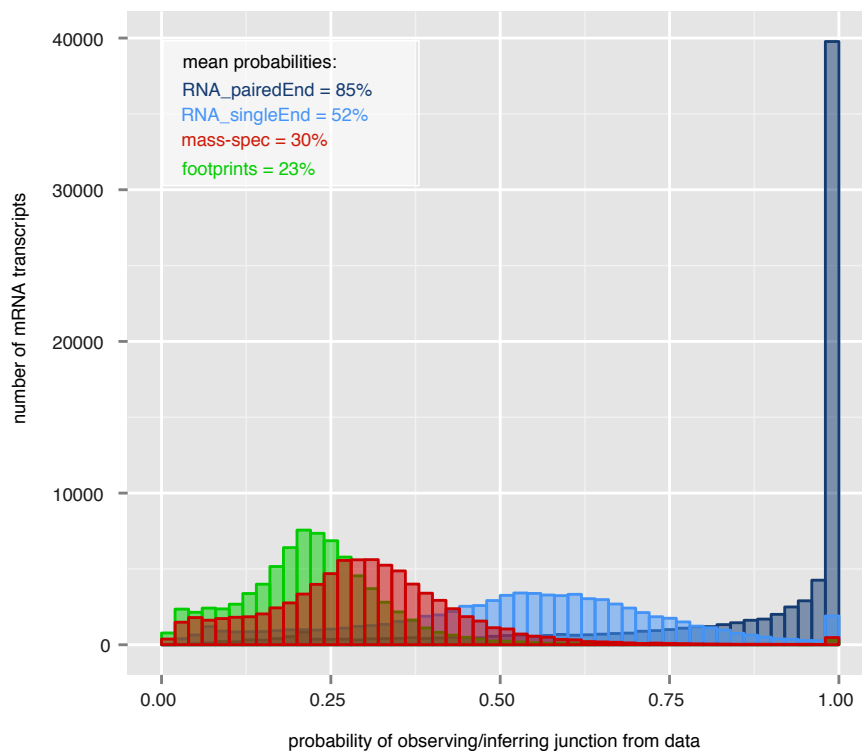 40000
30000
20000
10000
0
number of mRNA transcripts
mean probabilities:
RNA_pairedEnd = 85%
RNA_singleEnd = 52%
mass-spec = 30%
footprints = 23%
0.00
0.25
0.50
0.75
1.00
probability of observing/inferring junction from data